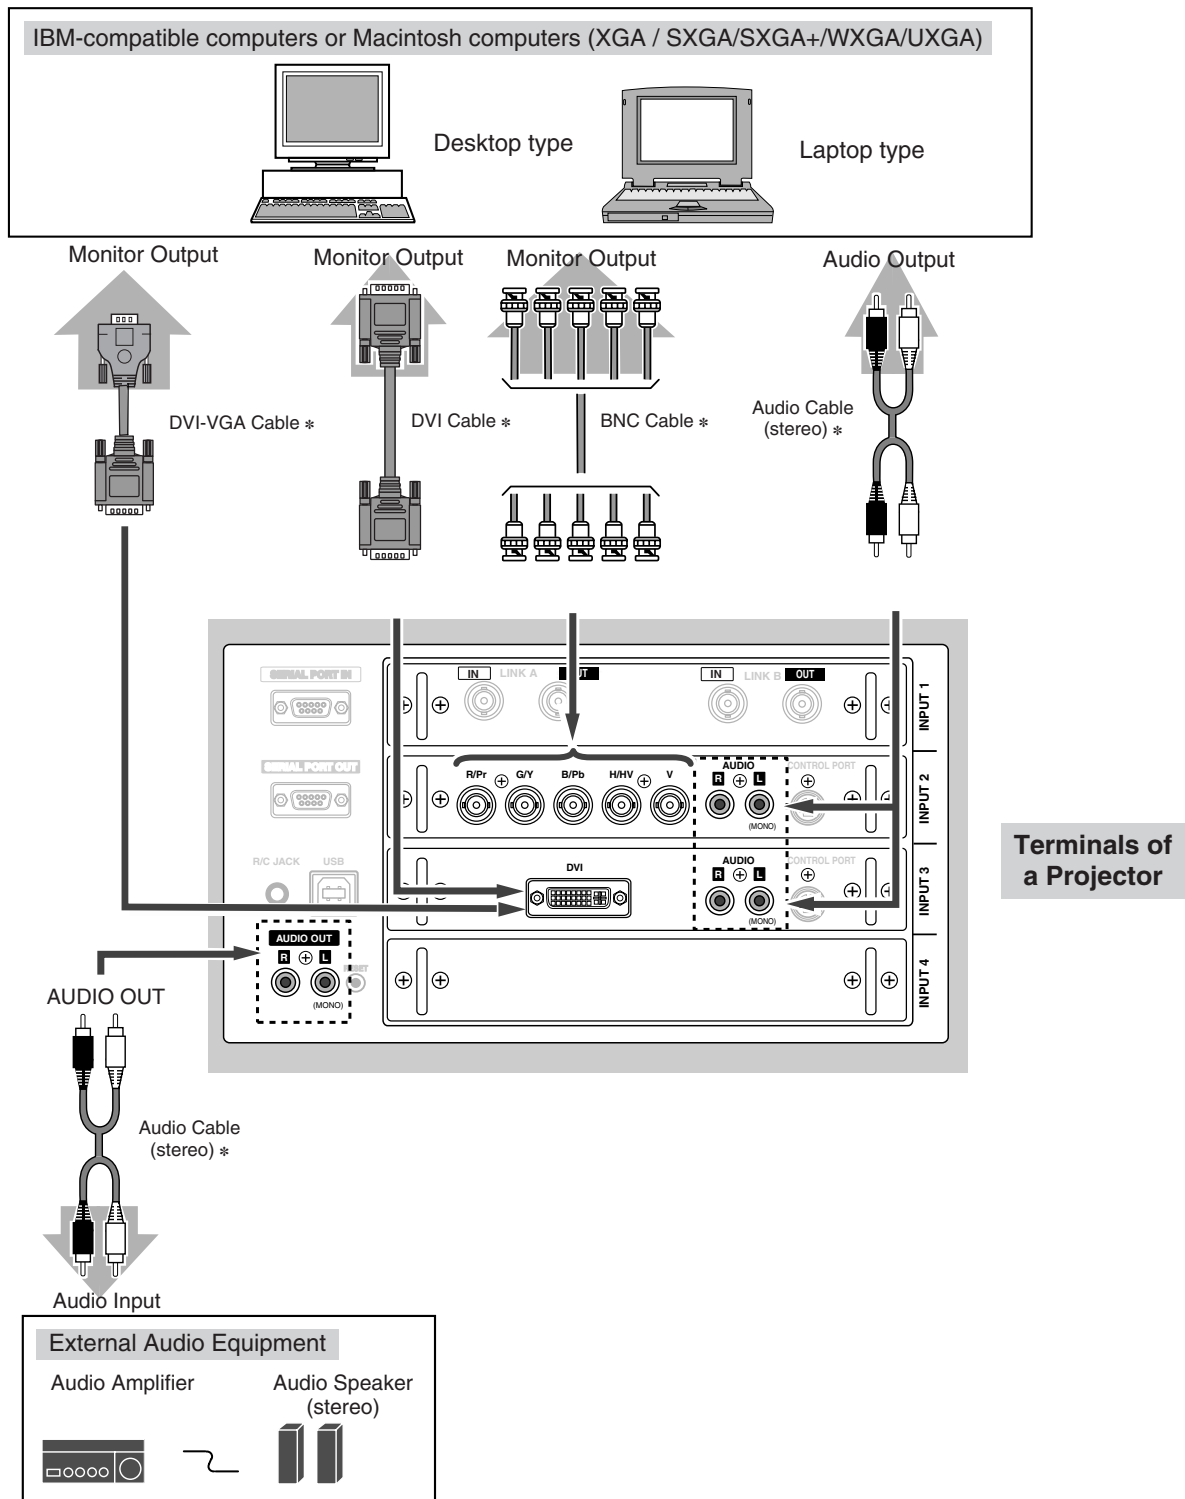 IBM-compatible computers or Macintosh computers (XGA / SXGA/SXGA+/WXGA/UXGA)
Desktop type
Laptop type
Monitor Output
Monitor Output
Monitor Output
Audio Output
DVI-VGA Cable *
DVI Cable *
BNC Cable *
Audio Cable
(stereo) *
SERIAL PORT IN
IN
LINK A
OUT
IN
LINK B
OUT
INPUT 1
SERIAL PORT OUT
R/Pr
G/Y
B/Pb
H/HV
V
AUDIO
R
L
(MONO)
CONTROL PORT
INPUT 2
R/C JACK
USB
DVI
AUDIO
R
L
(MONO)
CONTROL PORT
INPUT 3
Terminals of
a Projector
AUDIO OUT
R
L
(MONO)
RESET
INPUT 4
AUDIO OUT
Audio Cable
(stereo) *
Audio Input
External Audio Equipment
Audio Amplifier
Audio Speaker
(stereo)